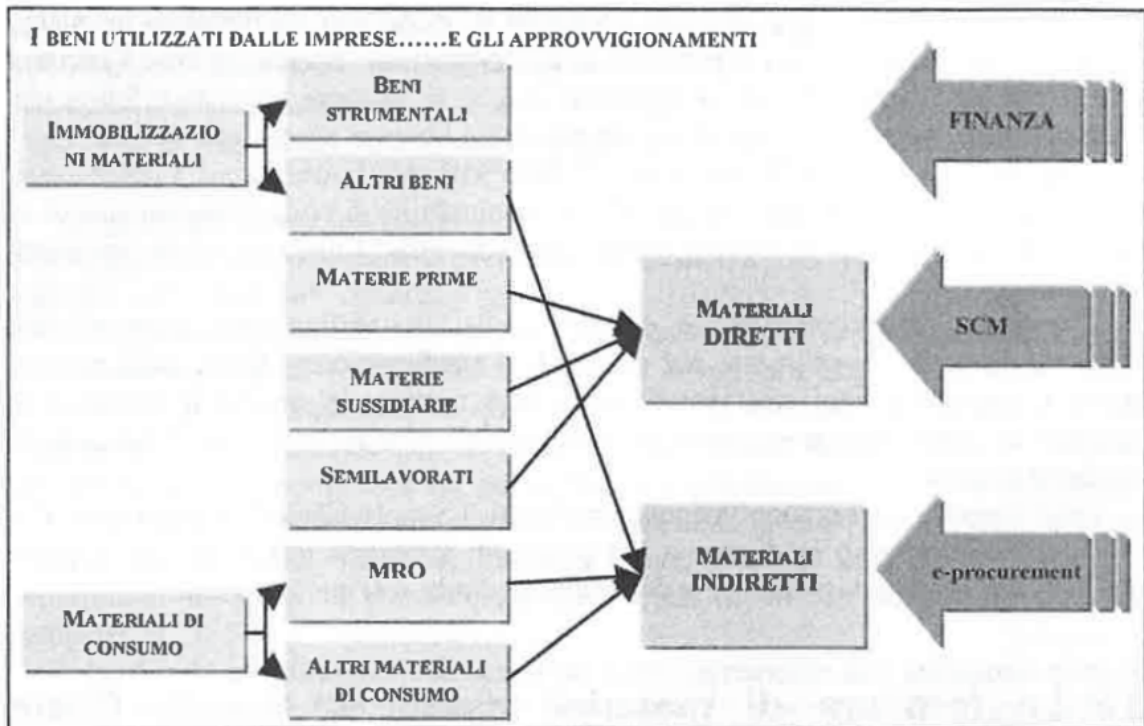 I BENI UTILIZZATI DALLE IMPRESE......E GLI APPROVVIGIONAMENTI
BENI
STRUMENTALI
IMMOBILIZZAZIO
NI MATERIALI
ALTRI BENI
MATERIE PRIME
MATERIE
SUSSIDIARIE
SEMILAVORATI
MRO
MATERIALI DI
CONSUMO
ALTRI MATERIALI
DI CONSUMO
MATERIALI
DIRETTI
MATERIALI
INDIRETTI
FINANZA
SCM
e-procurement